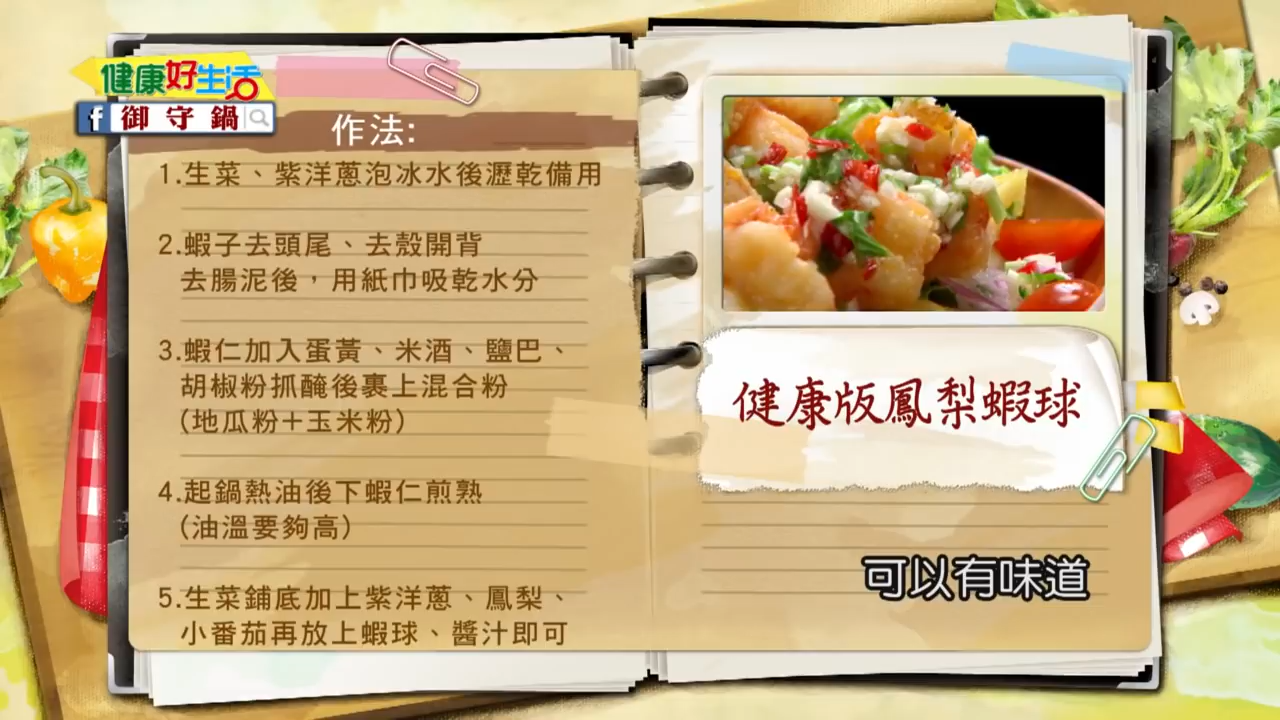 健康好生活
f 御守鍋
作法:
1.生菜、紫洋蔥泡冰水後瀝乾備用
2.蝦子去頭尾、去殼開背
去腸泥後，用紙巾吸乾水分
3.蝦仁加入蛋黃、米酒、鹽巴、
胡椒粉抓醃後裹上混合粉
(地瓜粉+玉米粉)
4.起鍋熱油後下蝦仁煎熟
(油溫要夠高)
5.生菜鋪底加上紫洋蔥、鳳梨、
小番茄再放上蝦球、醬汁即可
健康版鳳梨蝦球
可以有味道